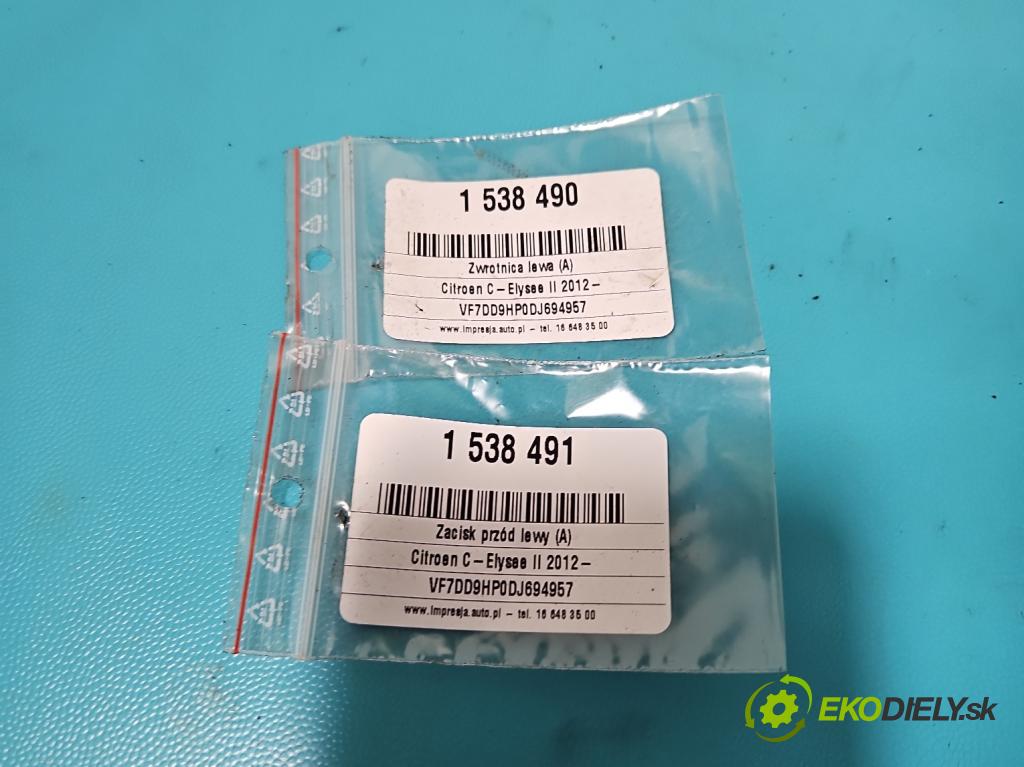 1 538 490
Zwrotnica lewa (A)
Citroen C-Elysee II 2012-
VF7DD9HP0DJ694957
www.impresja.auto.pl - tel. 16 648 35 00
1 538 491
Zacisk przód lewy (A)
Citroen C-Elysee II 2012-
VF7DD9HP0DJ694957
www.impresja.auto.pl - tel. 16 648 35 00
EKODIELY.sk